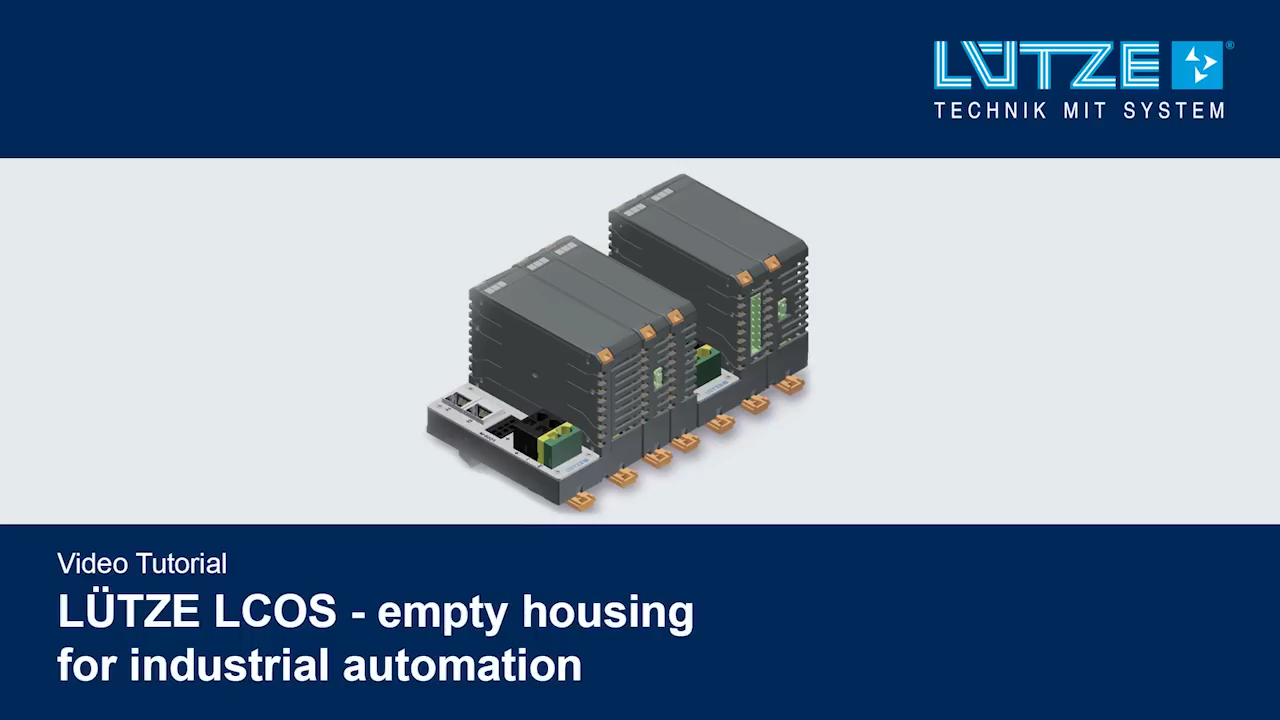 LÜTZE ®
TECHNIK MIT SYSTEM
Video Tutorial
LÜTZE LCOS - empty housing
for industrial automation